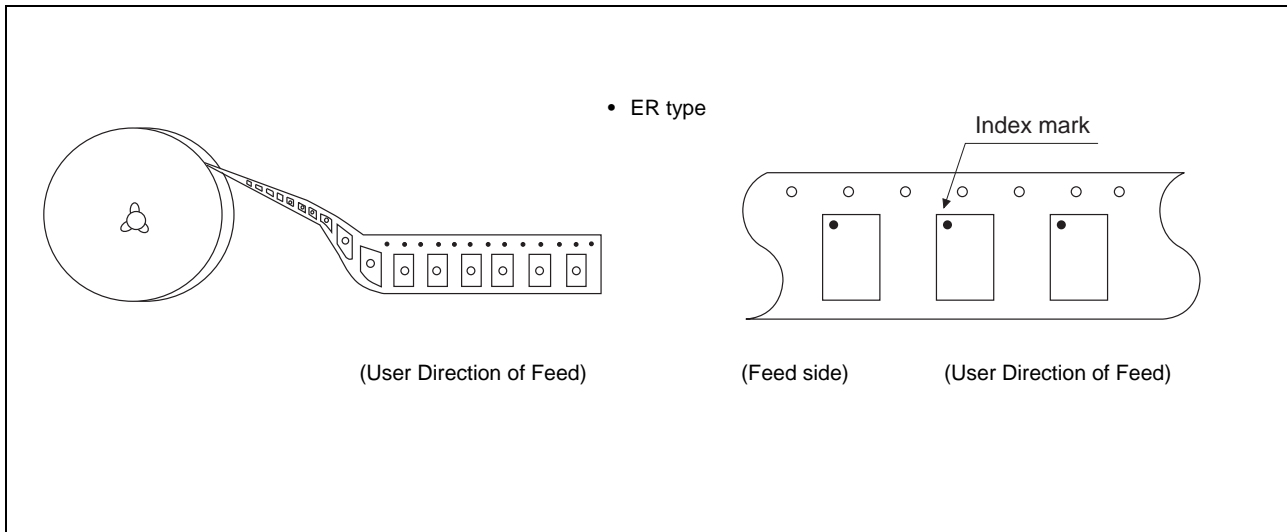 • ER type
Index mark
(User Direction of Feed)
(Feed side)
(User Direction of Feed)